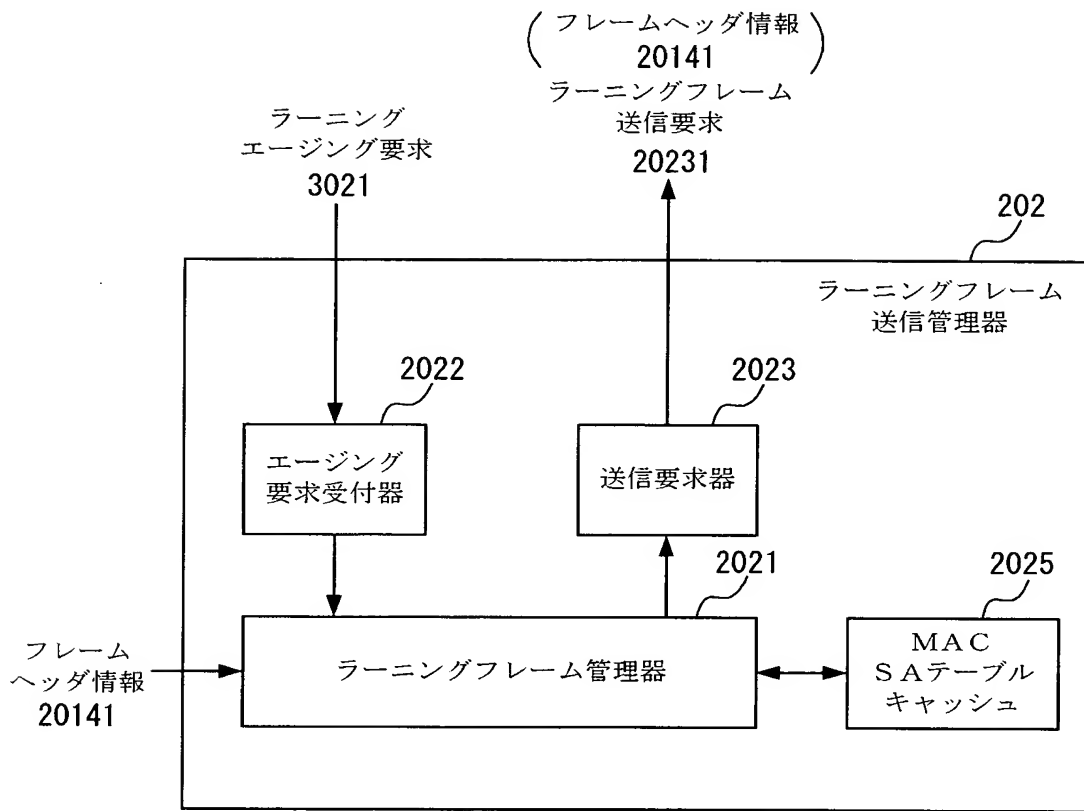 フレームヘッダ情報
20141
ラーニングフレーム
送信要求
20231
ラーニング
エージング要求
3021
202
ラーニングフレーム
送信管理器
2022
エージング
要求受付器
2023
送信要求器
2021
ラーニングフレーム管理器
2025
MAC
SAテーブル
キャッシュ
フレーム
ヘッダ情報
20141